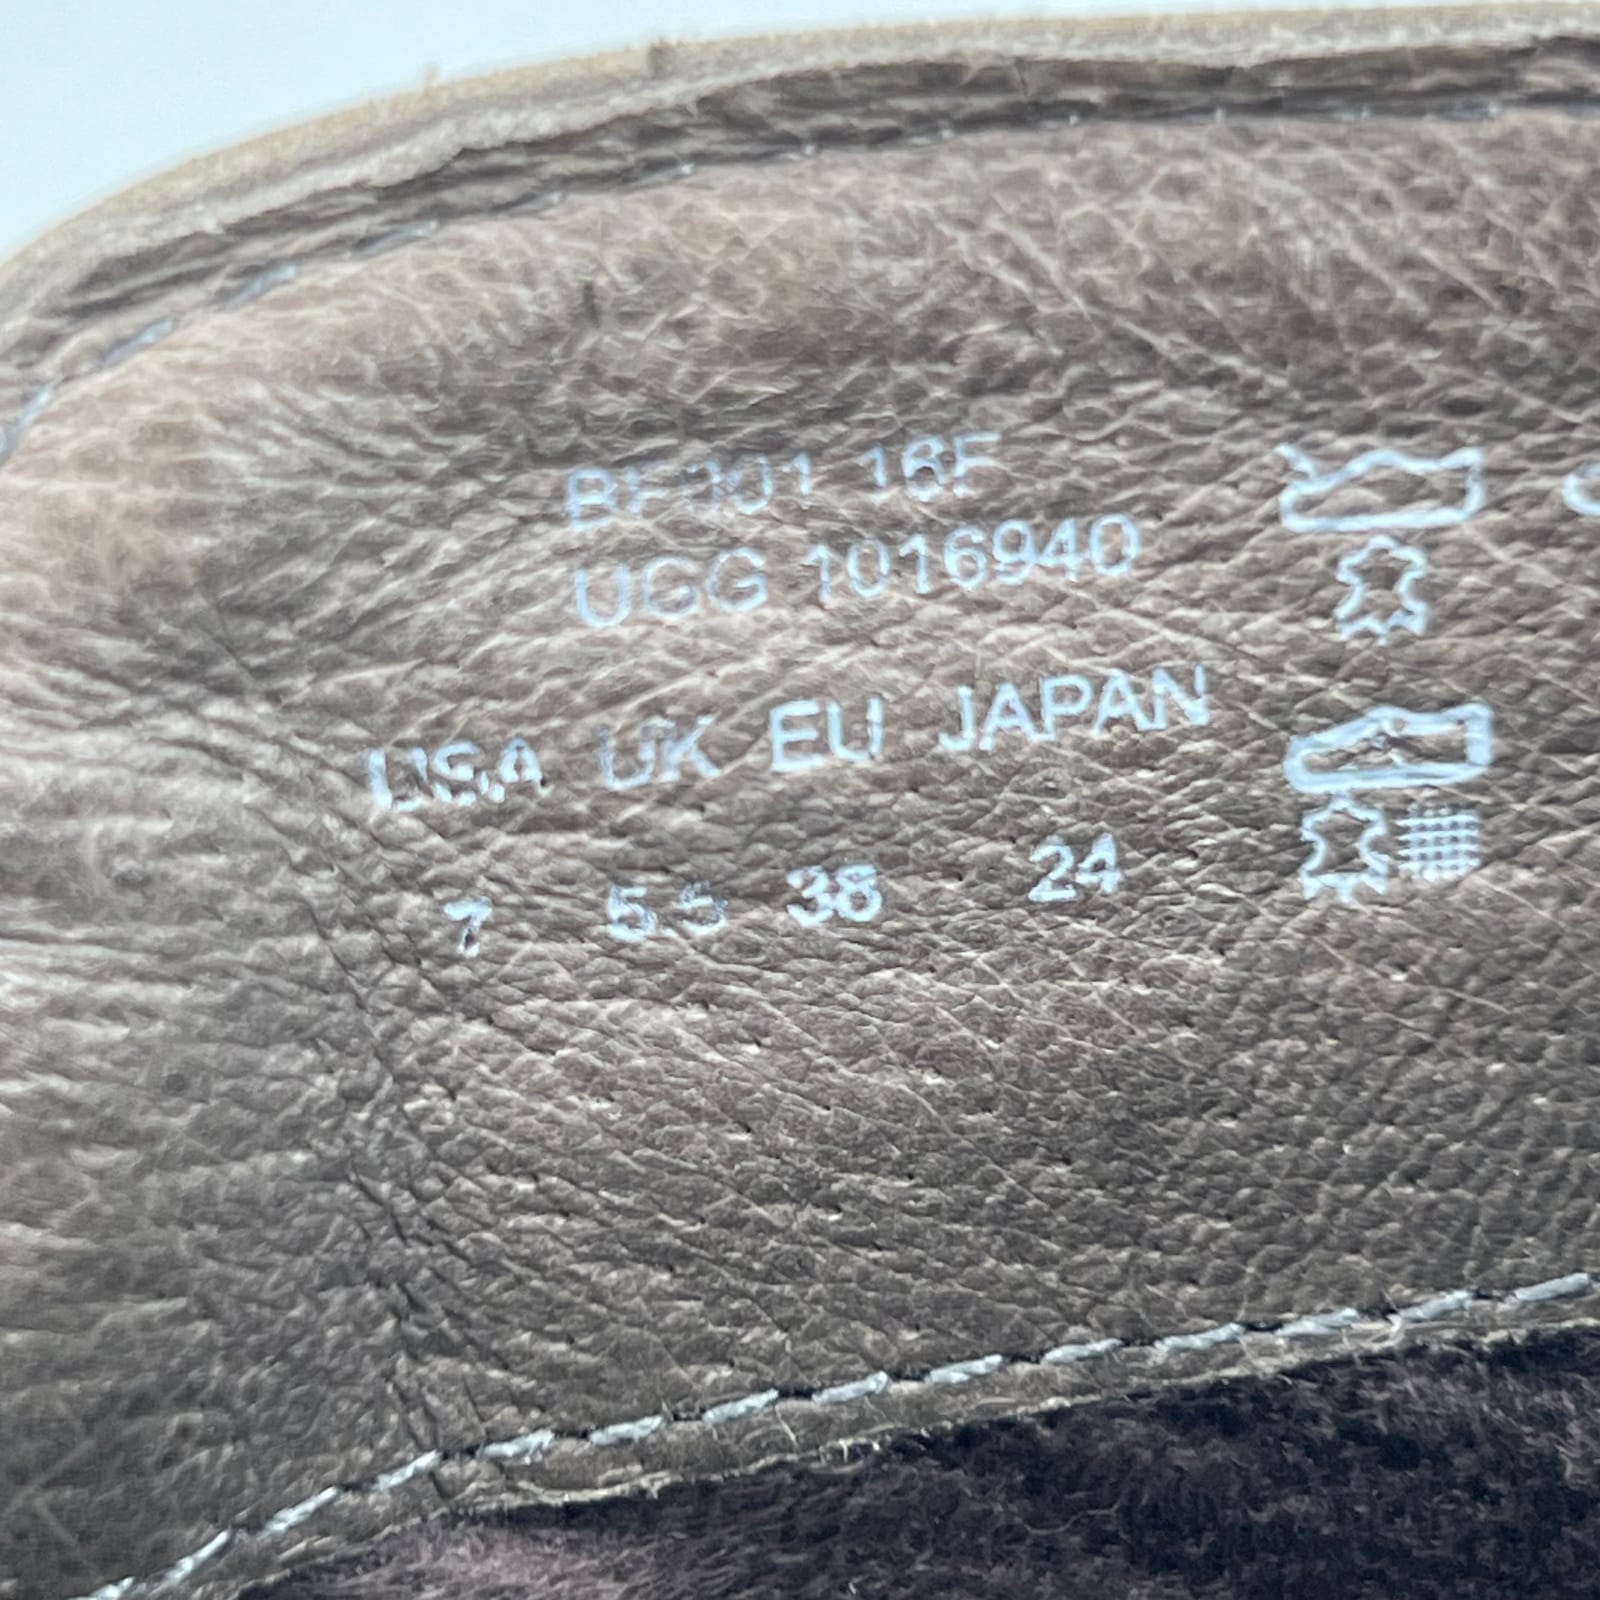 BF001 16F
UGG 1016940
USA UK EU JAPAN
7 5.5 38 24